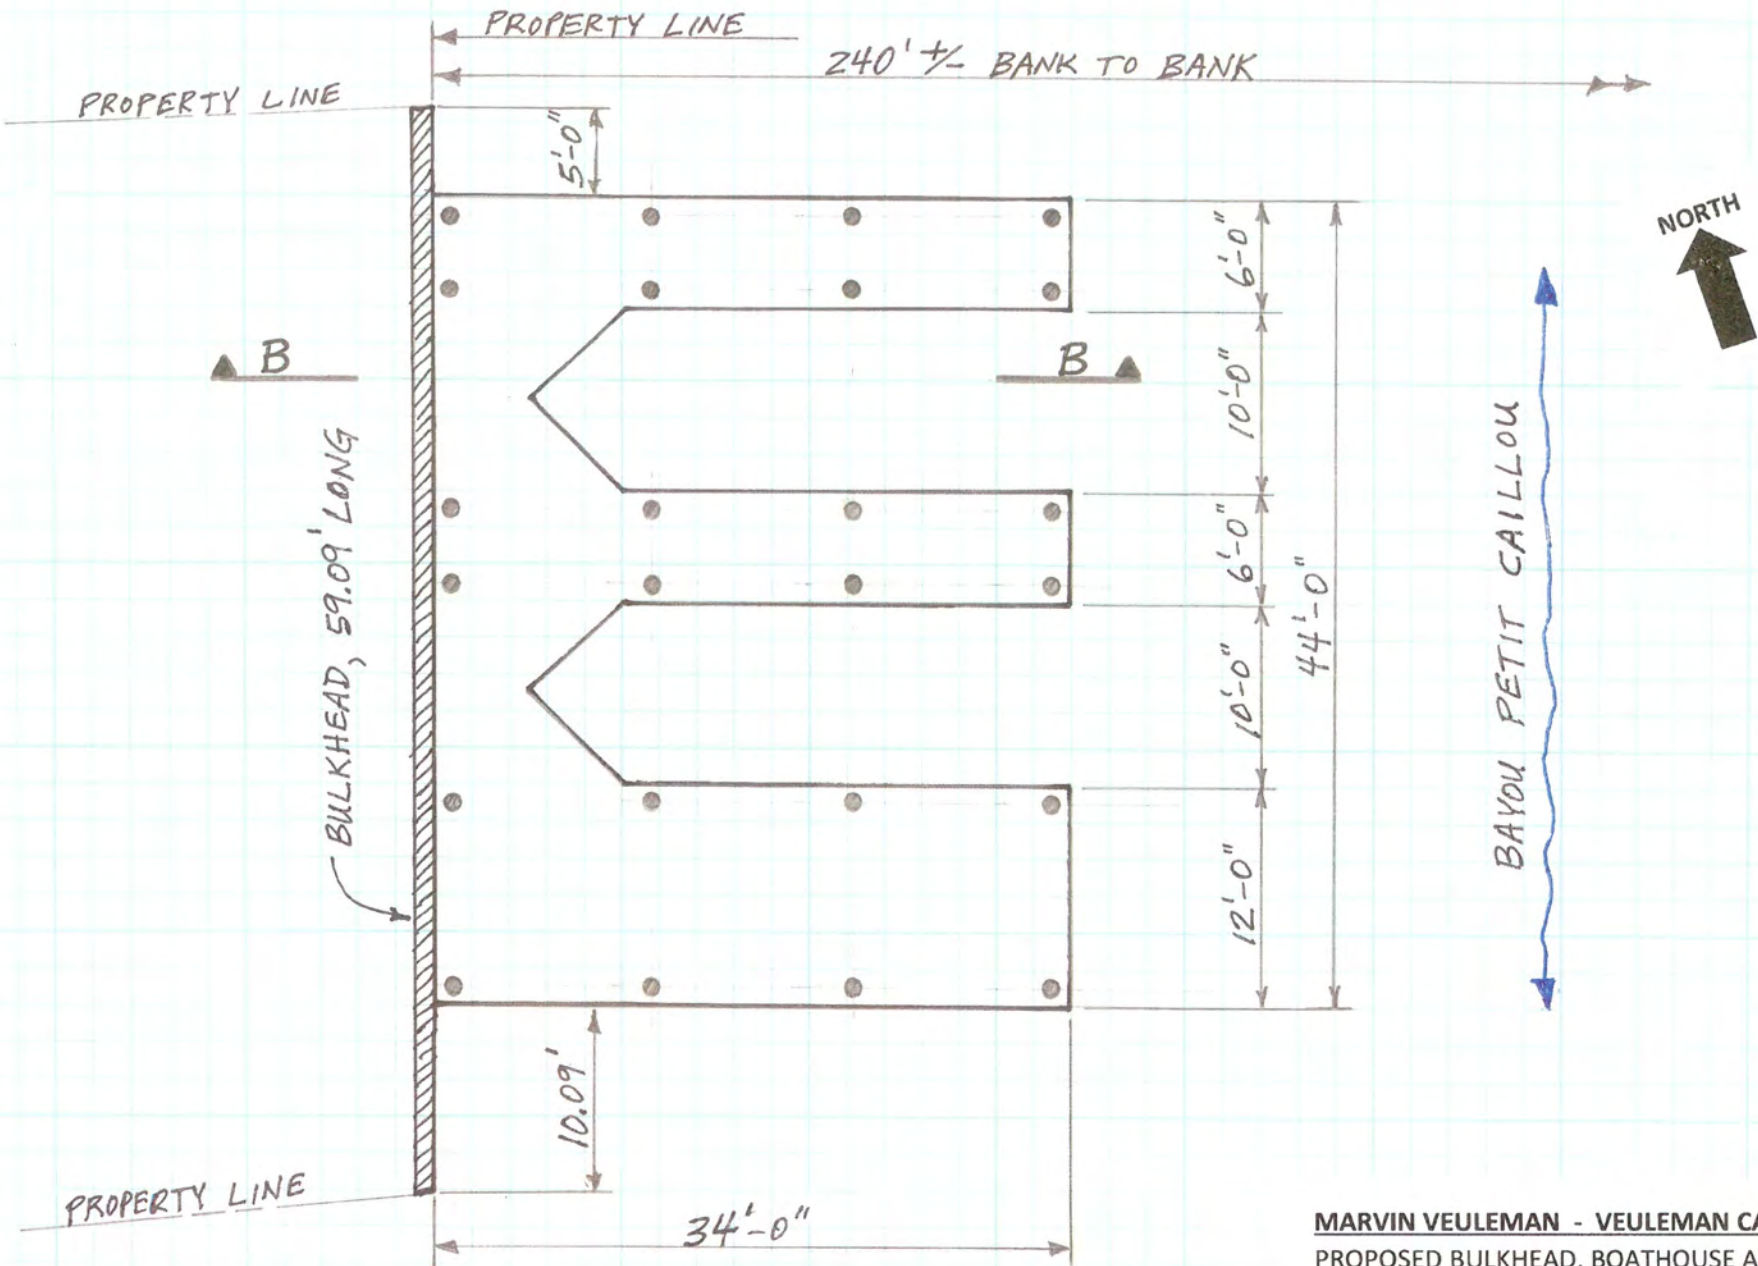 PROPERTY LINE
240' +/- BANK TO BANK
PROPERTY LINE
5'-0"
NORTH
6'-0"
B
B
10'-0"
BULKHEAD, 59.09' LONG
6'-0"
44'-0"
BAYOU PETIT CAILLOU
10'-0"
12'-0"
10.09'
PROPERTY LINE
34'-0"
MARVIN VEULEMAN - VEULEMAN CA
PROPOSED BULKHEAD, BOATHOUSE A